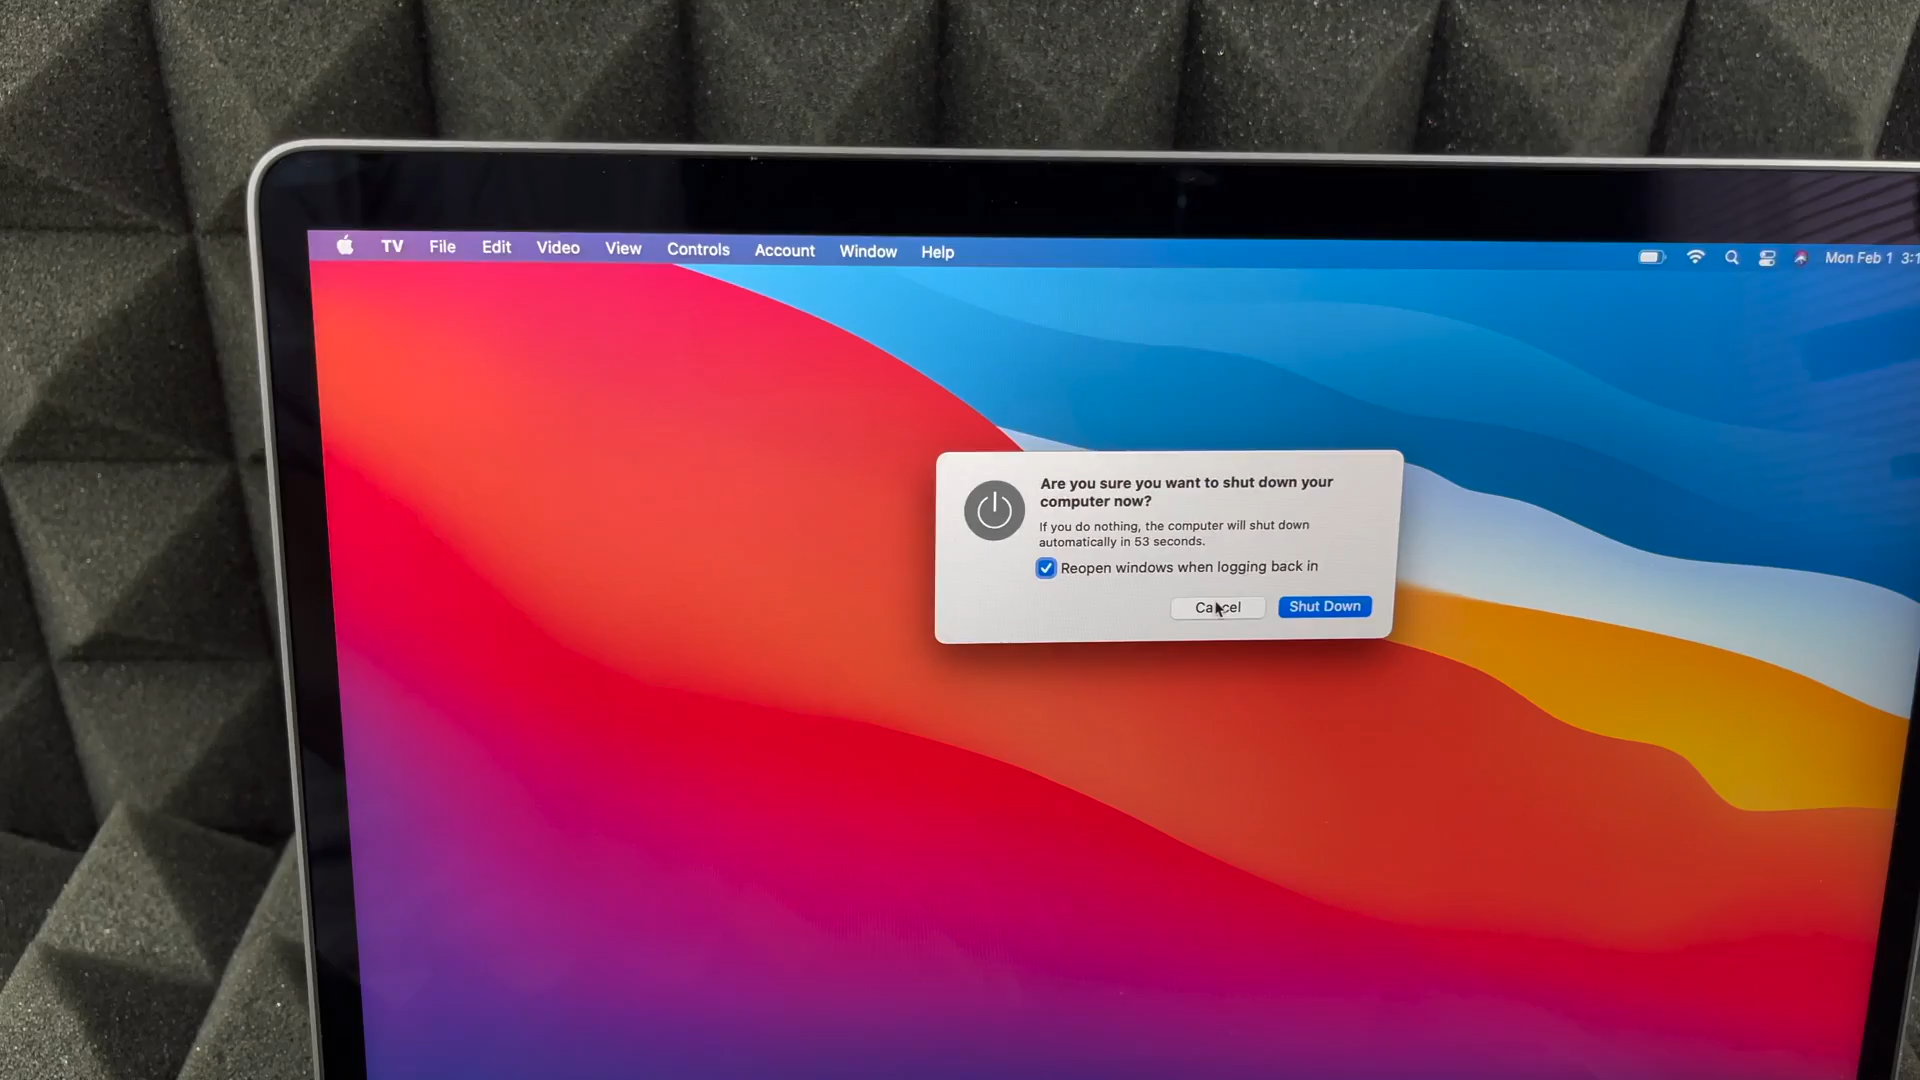 TV File Edit Video View Controls Account Window Help Mon Feb 1 3:1
Are you sure you want to shut down your
computer now?
If you do nothing, the computer will shut down
automatically in 53 seconds.
Reopen windows when logging back in
Cancel Shut Down